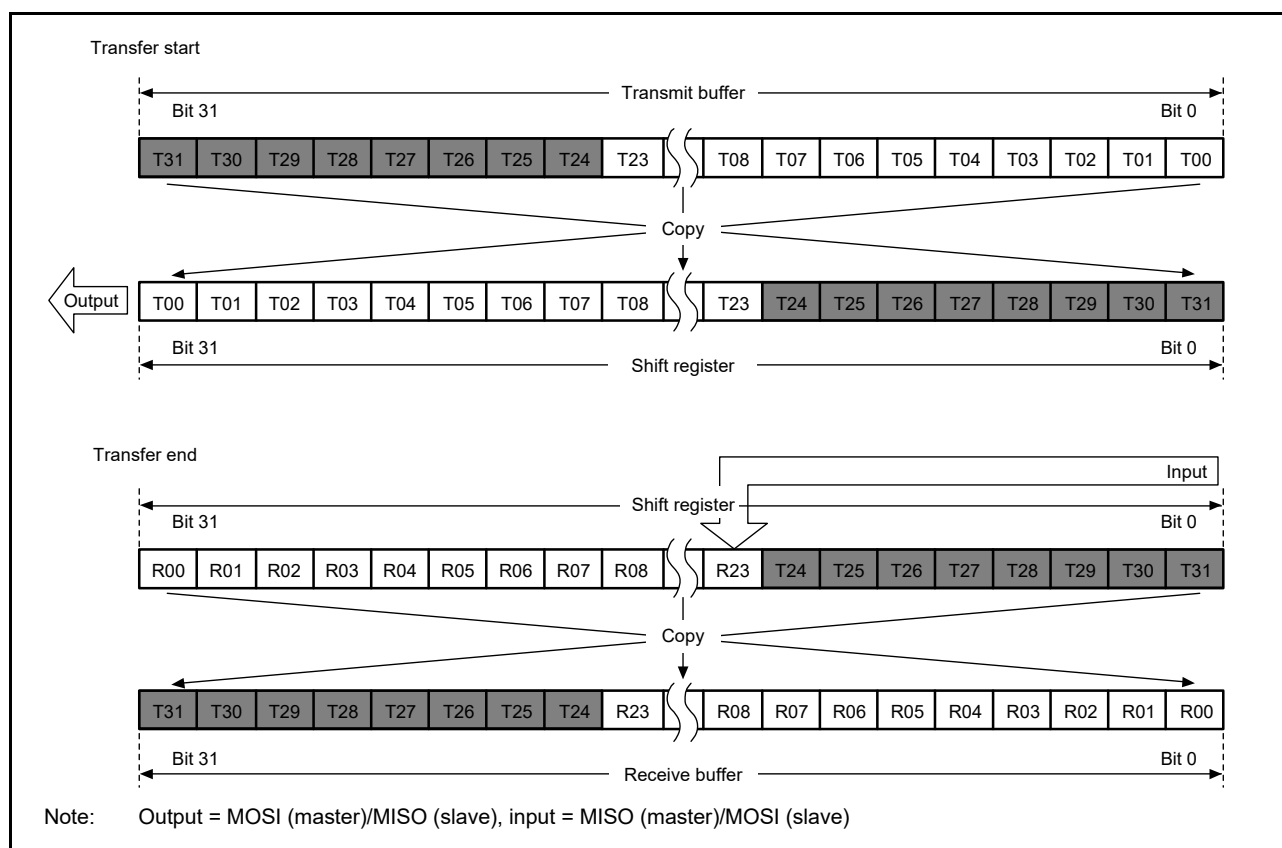 Transfer start
Transmit buffer
Bit 31 Bit 0
T31 T30 T29 T28 T27 T26 T25 T24 T23 T08 T07 T06 T05 T04 T03 T02 T01 T00
Copy
Output T00 T01 T02 T03 T04 T05 T06 T07 T08 T23 T24 T25 T26 T27 T28 T29 T30 T31
Bit 31 Bit 0
Shift register
Transfer end
Input
Shift register
Bit 31 Bit 0
R00 R01 R02 R03 R04 R05 R06 R07 R08 R23 T24 T25 T26 T27 T28 T29 T30 T31
Copy
T31 T30 T29 T28 T27 T26 T25 T24 R23 R08 R07 R06 R05 R04 R03 R02 R01 R00
Bit 31 Bit 0
Receive buffer
Note: Output = MOSI (master)/MISO (slave), input = MISO (master)/MOSI (slave)